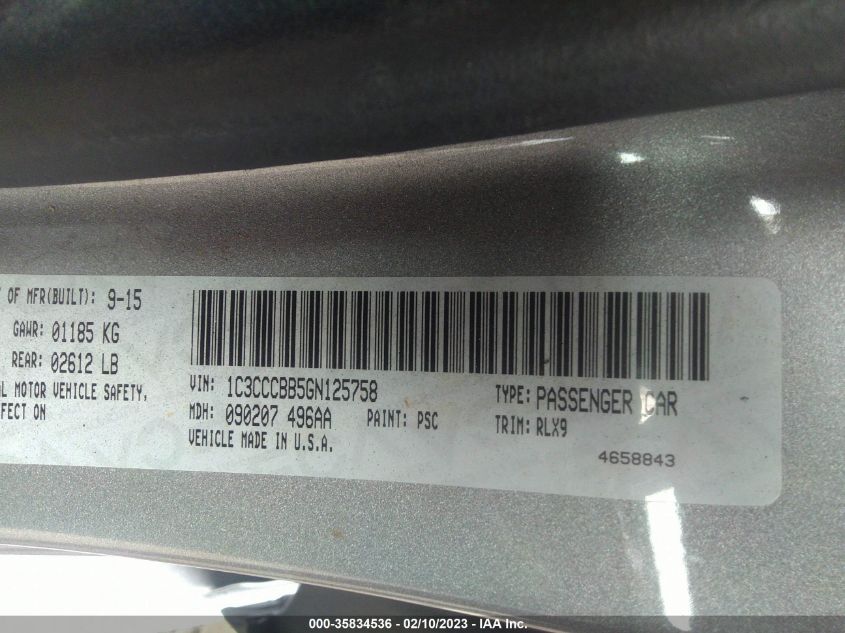 OF MFR(BUILT): 9-15
GAWR: 01185 KG
REAR: 02612 LB
MOTOR VEHICLE SAFETY,
ON
VIN: 1C3CCCBB5GN125758
MDH: 090207 496AA PAINT: PSC
VEHICLE MADE IN U.S.A.
TYPE: PASSENGER CAR
TRIM: RLX9
4658843
000-35834536 - 02/10/2023 - IAA Inc.